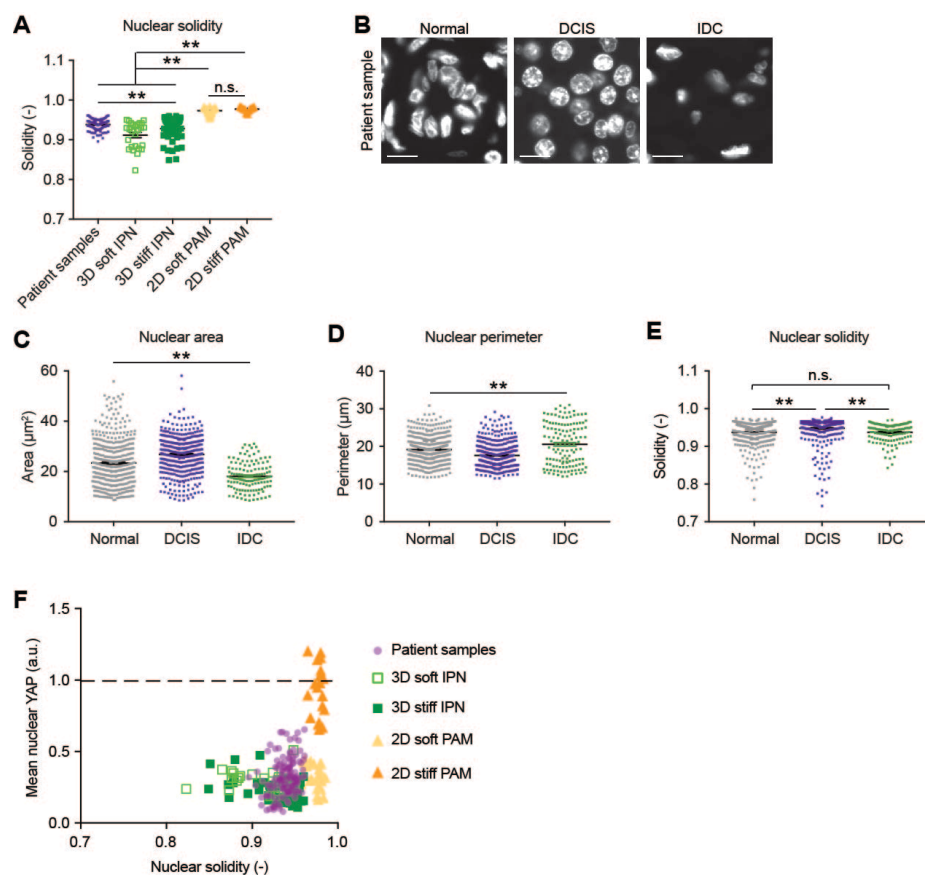 A
Nuclear solidity
**
**
n.s.
**
Solidity (-)
1.1
1.0
0.9
0.8
0.7
Patient samples
3D soft IPN
3D stiff IPN
2D soft PAM
2D stiff PAM
B
Normal
DCIS
IDC
Patient sample
C
Nuclear area
**
Area (µm²)
60
40
20
0
Normal
DCIS
IDC
D
Nuclear perimeter
**
Perimeter (µm)
40
30
20
10
0
Normal
DCIS
IDC
E
Nuclear solidity
n.s.
** **
Solidity (-)
1.1
1.0
0.9
0.8
0.7
Normal
DCIS
IDC
F
Mean nuclear YAP (a.u.)
1.5
1.0
0.5
0
0.7
0.8
0.9
1.0
Nuclear solidity (-)
Patient samples
3D soft IPN
3D stiff IPN
2D soft PAM
2D stiff PAM